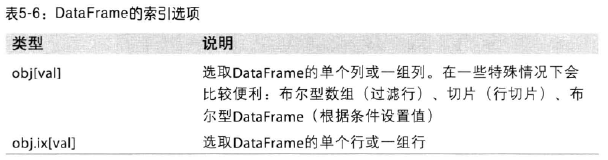 表5-6：DataFrame的索引选项
类型 说明
obj[val] 选取DataFrame的单个列或一组列。在一些特殊情况下会
比较便利：布尔型数组（过滤行）、切片（行切片）、布
尔型DataFrame（根据条件设置值）
obj.ix[val] 选取DataFrame的单个行或一组行